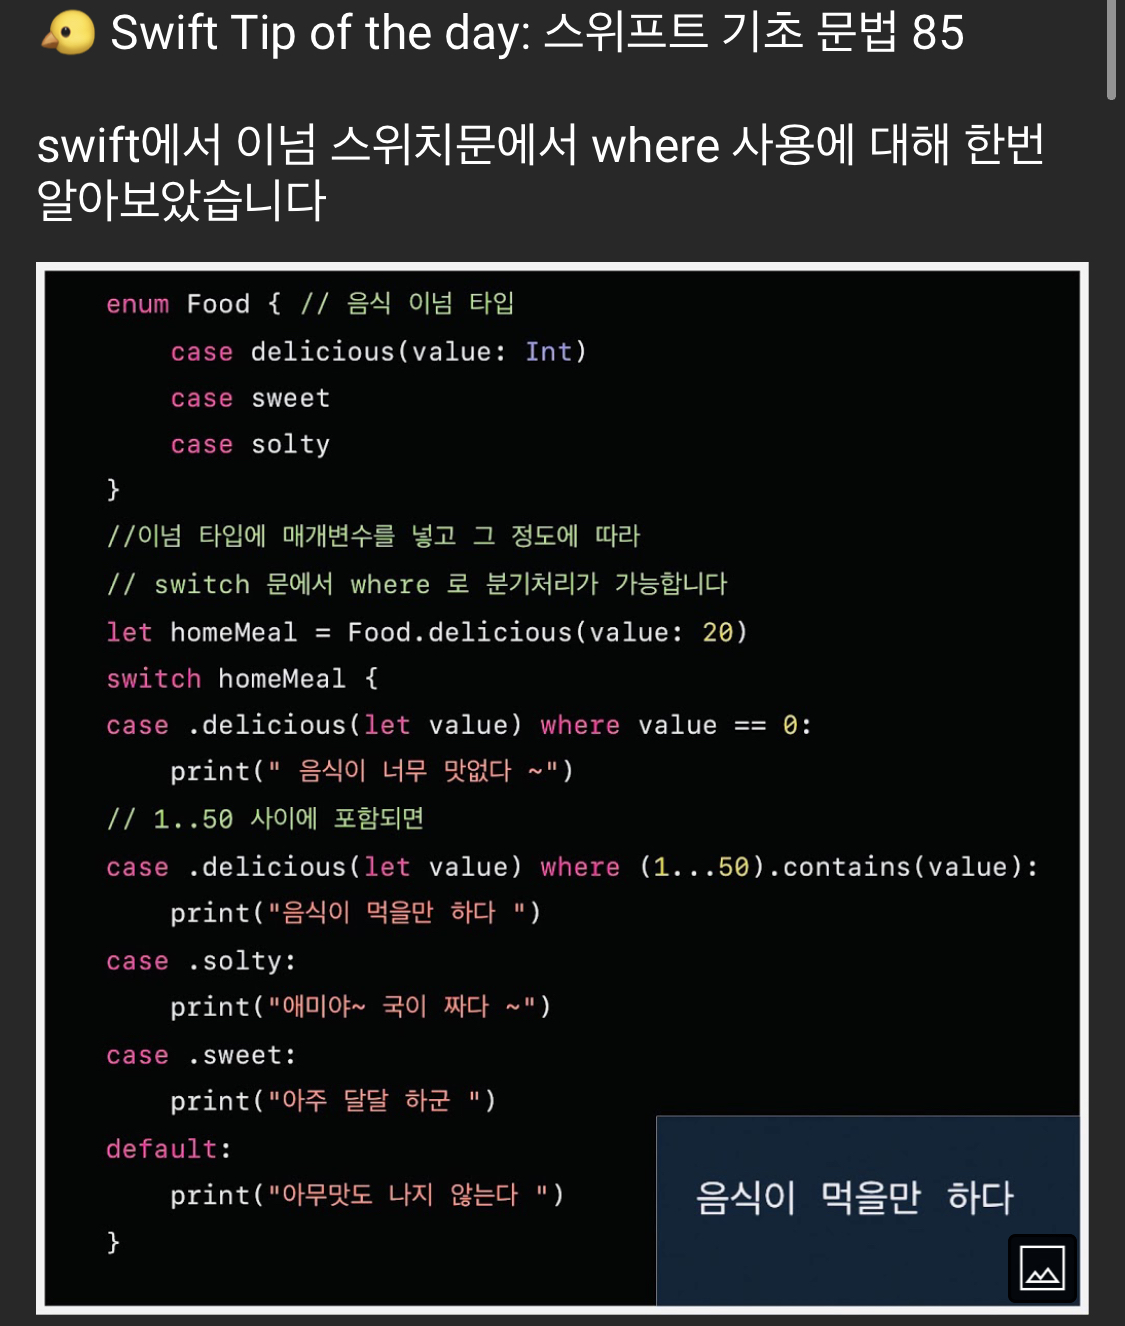 Swift Tip of the day: 스위프트 기초 문법 85
swift에서 이넘 스위치문에서 where 사용에 대해 한번
알아보았습니다
enum Food { // 음식 이넘 타입
    case delicious(value: Int)
    case sweet
    case solty
}
//이넘 타입에 매개변수를 넣고 그 정도에 따라
// switch 문에서 where 로 분기처리가 가능합니다
let homeMeal = Food.delicious(value: 20)
switch homeMeal {
case .delicious(let value) where value == 0:
    print(" 음식이 너무 맛없다 ~")
// 1..50 사이에 포함되면
case .delicious(let value) where (1...50).contains(value):
    print("음식이 먹을만 하다 ")
case .solty:
    print("애미야~ 국이 짜다 ~")
case .sweet:
    print("아주 달달 하군 ")
default:
    print("아무맛도 나지 않는다 ")
}
음식이 먹을만 하다